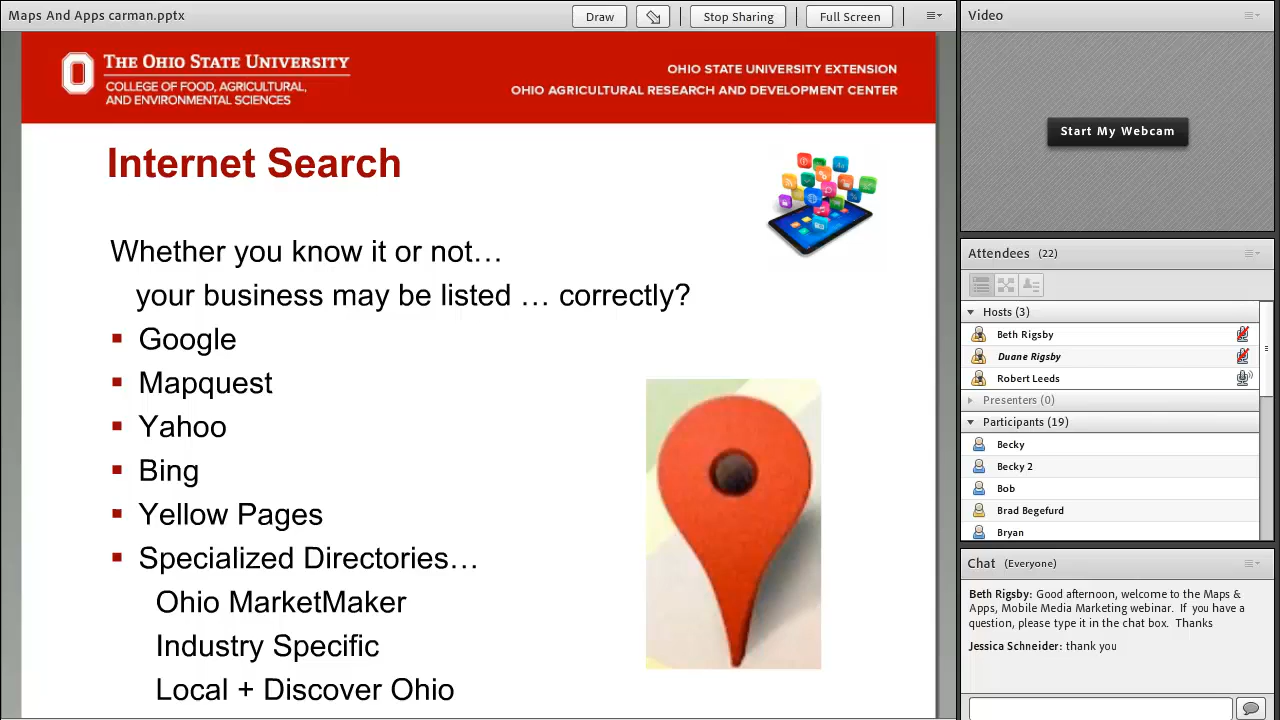 Maps And Apps carman.pptx
Draw
Stop Sharing
Full Screen
THE OHIO STATE UNIVERSITY
COLLEGE OF FOOD, AGRICULTURAL,
AND ENVIRONMENTAL SCIENCES
OHIO STATE UNIVERSITY EXTENSION
OHIO AGRICULTURAL RESEARCH AND DEVELOPMENT CENTER
Internet Search
Whether you know it or not…
your business may be listed … correctly?
Google
Mapquest
Yahoo
Bing
Yellow Pages
Specialized Directories…
Ohio MarketMaker
Industry Specific
Local + Discover Ohio
Video
Start My Webcam
Attendees (22)
Hosts (3)
Beth Rigsby
Duane Rigsby
Robert Leeds
Presenters (0)
Participants (19)
Becky
Becky 2
Bob
Brad Begefurd
Bryan
Chat (Everyone)
Beth Rigsby: Good afternoon, welcome to the Maps &
Apps, Mobile Media Marketing webinar. If you have a
question, please type it in the chat box. Thanks
Jessica Schneider: thank you